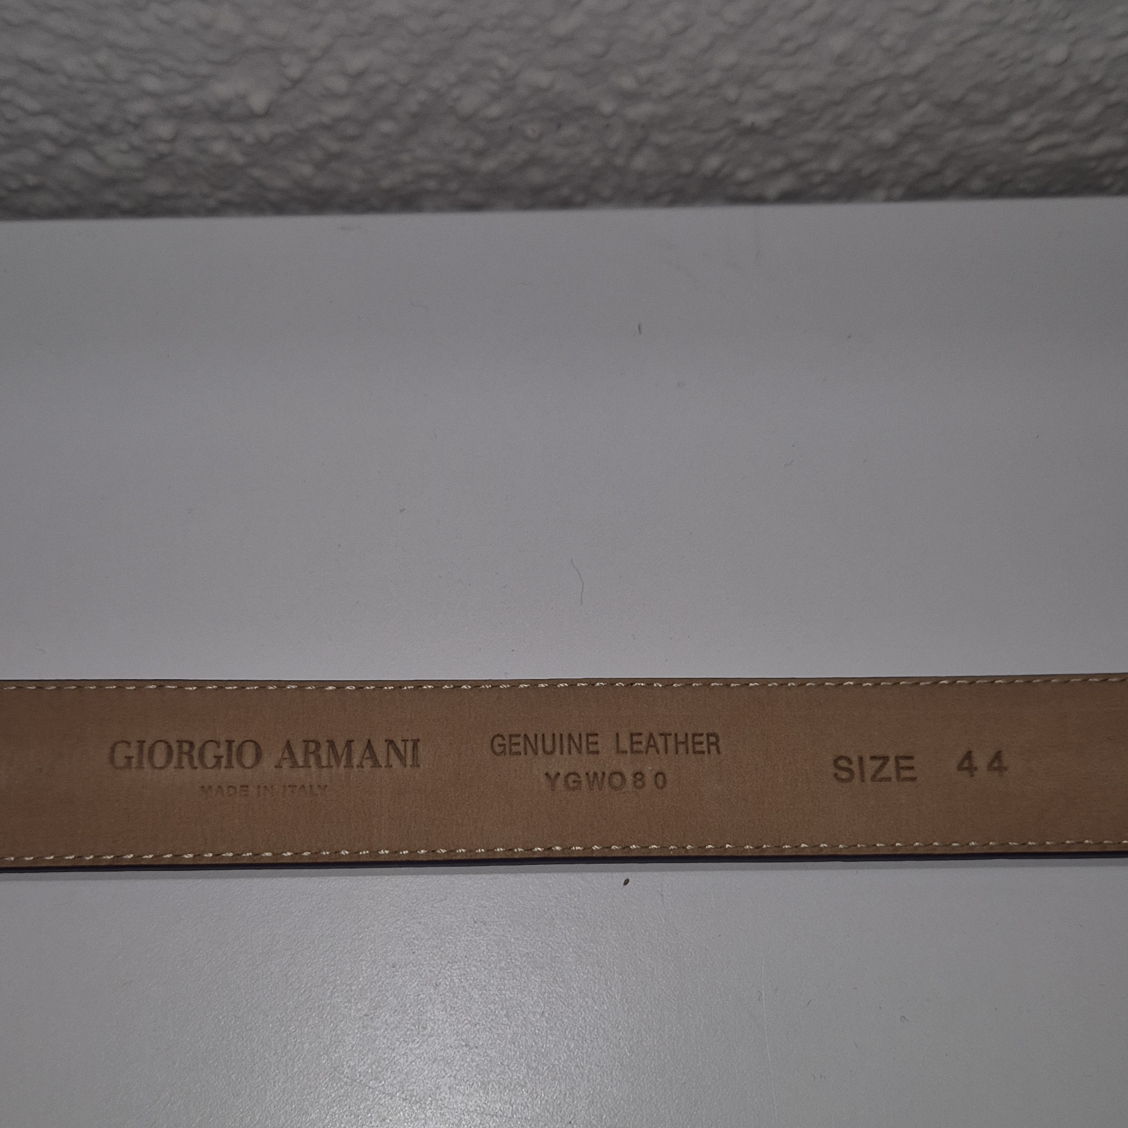 GIORGIO ARMANI
MADE IN ITALY
GENUINE LEATHER
YGWO80
SIZE 44